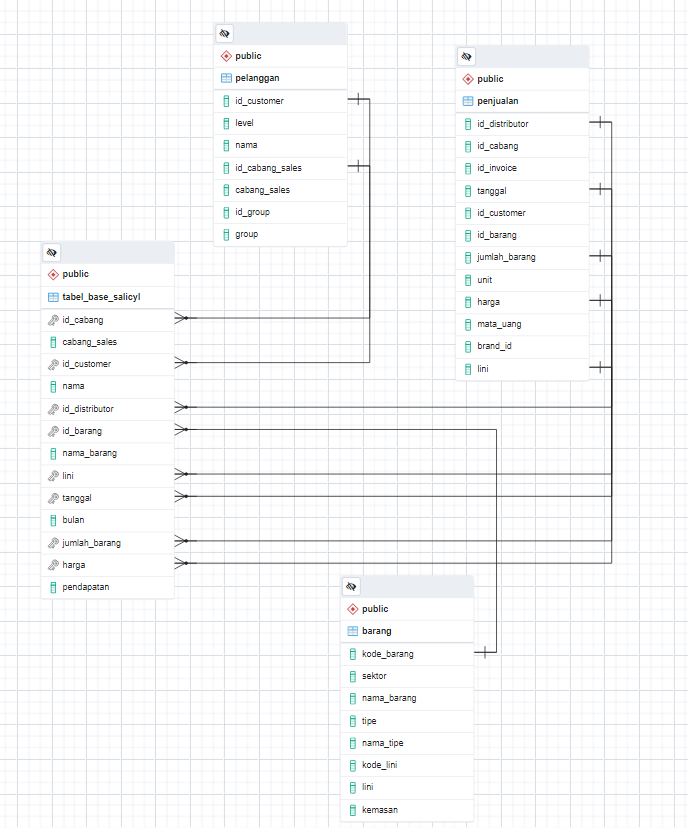 public
pelanggan
id_customer
level
nama
id_cabang_sales
cabang_sales
id_group
group
public
penjualan
id_distributor
id_cabang
id_invoice
tanggal
id_customer
id_barang
jumlah_barang
unit
harga
mata_uang
brand_id
lini
public
tabel_base_salicyl
id_cabang
cabang_sales
id_customer
nama
id_distributor
id_barang
nama_barang
lini
tanggal
bulan
jumlah_barang
harga
pendapatan
public
barang
kode_barang
sektor
nama_barang
tipe
nama_tipe
kode_lini
lini
kemasan